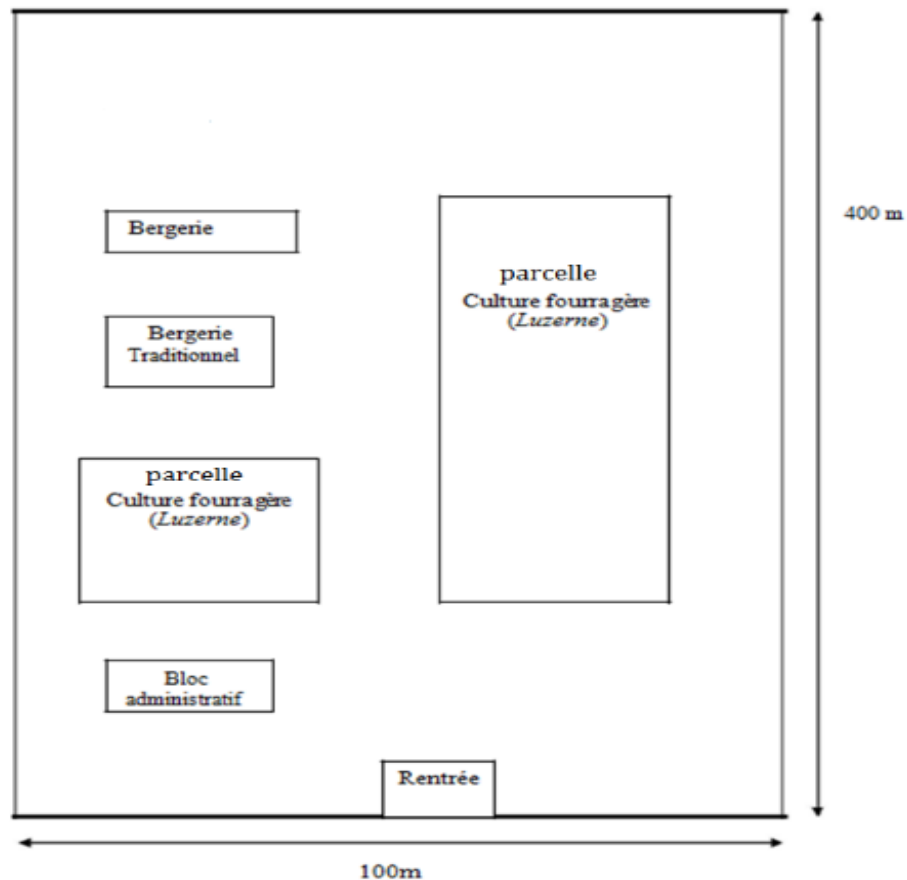 Bergerie
400 m
parcelle
Culture fourragère
(Luzerne)
Bergerie
Traditionnel
parcelle
Culture fourragère
(Luzerne)
Bloc
administratif
Rentrée
100m